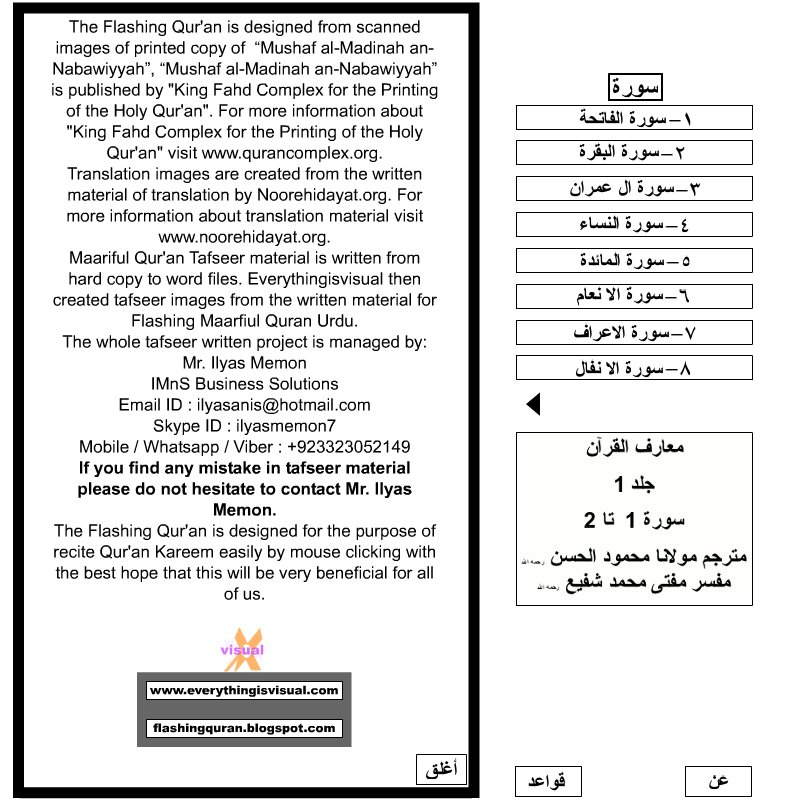 The Flashing Qur'an is designed from scanned
images of printed copy of “Mushaf al-Madinah an-
Nabawiyyah”, “Mushaf al-Madinah an-Nabawiyyah”
is published by "King Fahd Complex for the Printing
of the Holy Qur'an". For more information about
"King Fahd Complex for the Printing of the Holy
Qur'an" visit www.qurancomplex.org.
Translation images are created from the written
material of translation by Noorehidayat.org. For
more information about translation material visit
www.noorehidayat.org.
Maariful Qur'an Tafseer material is written from
hard copy to word files. Everythingisvisual then
created tafseer images from the written material for
Flashing Maarfiul Quran Urdu.
The whole tafseer written project is managed by:
Mr. Ilyas Memon
IMnS Business Solutions
Email ID : ilyasanis@hotmail.com
Skype ID : ilyasmemon7
Mobile / Whatsapp / Viber : +923323052149
If you find any mistake in tafseer material
please do not hesitate to contact Mr. Ilyas
Memon.
The Flashing Qur'an is designed for the purpose of
recite Qur'an Kareem easily by mouse clicking with
the best hope that this will be very beneficial for all
of us.
visual
www.everythingisvisual.com
flashingquran.blogspot.com
أغلق
سورة
١–سورة الفاتحة
٢–سورة البقرة
٣–سورة ال عمران
٤–سورة النساء
٥–سورة المائدة
٦–سورة الانعام
٧–سورة الاعراف
٨–سورة الانفال
معارف القرآن
جلد 1
سورة 1 تا 2
مترجم مولانا محمود الحسن رحمه الله
مفسر مفتى محمد شفيع رحمه الله
قواعد
عن